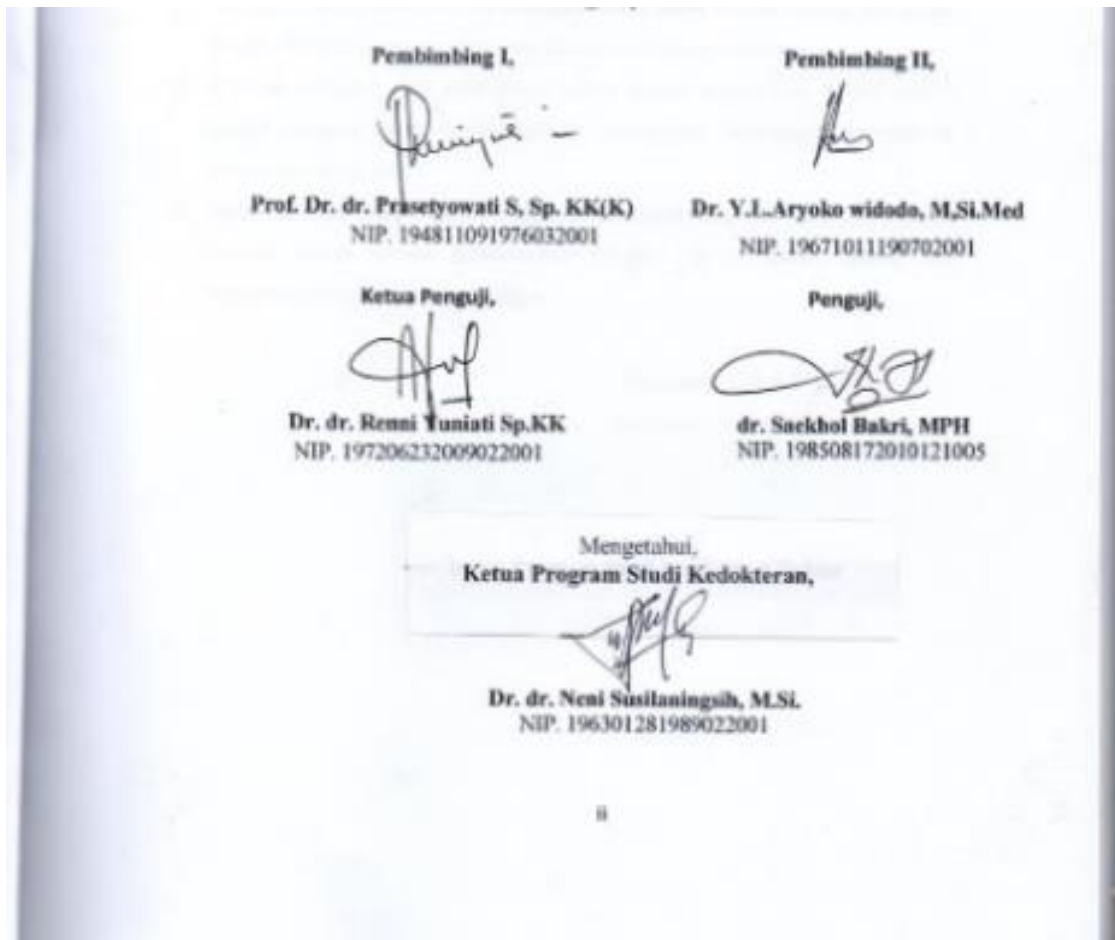 Pembimbing I,
Pembimbing II,
Prof. Dr. dr. Prasetyowati S, Sp. KK(K)
NIP. 194811091976032001
Dr. Y.L.Aryoko widodo, M,Si.Med
NIP. 19671011190702001
Ketua Penguji,
Penguji,
Dr. dr. Renni Yuniati Sp.KK
NIP. 197206232009022001
dr. Saekhol Bakri, MPH
NIP. 198508172010121005
Mengetahui,
Ketua Program Studi Kedokteran,
Dr. dr. Neni Susilaningsih, M.Si.
NIP. 196301281989022001
ii